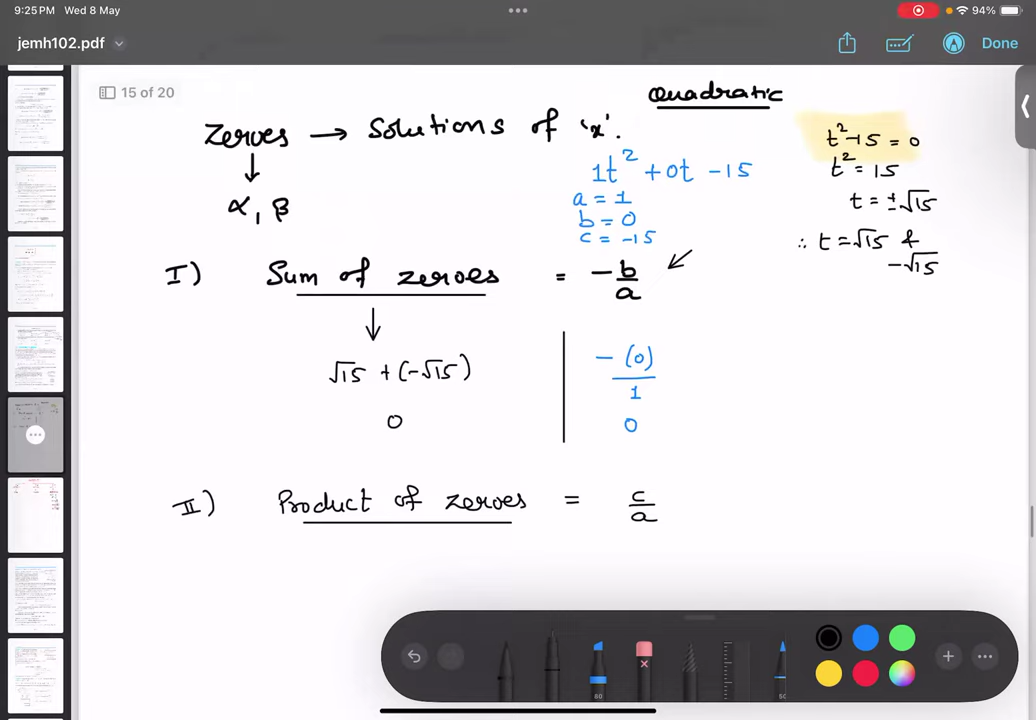 9:25 PM Wed 8 May
94%
jemh102.pdf
Done
15 of 20
Quadratic
Zeroes → Solutions of 'x'.
↓
α, β
1t² + 0t - 15
a = 1
b = 0
c = -15
t² - 15 = 0
t² = 15
t = ±√15
∴ t = √15 &
-√15
I) Sum of zeroes = -b/a
↓
√15 + (-√15)
0
-(0)/1
0
II) Product of zeroes = c/a
80
50